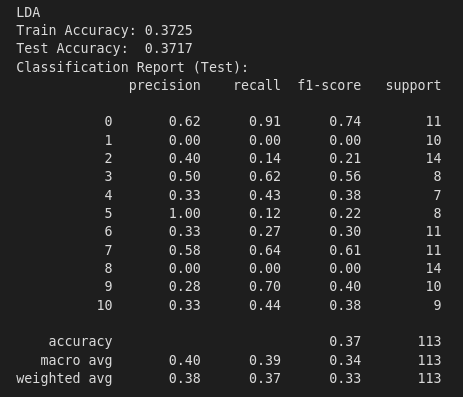 LDA
Train Accuracy: 0.3725
Test Accuracy:  0.3717
Classification Report (Test):
              precision    recall  f1-score   support

           0       0.62      0.91      0.74        11
           1       0.00      0.00      0.00        10
           2       0.40      0.14      0.21        14
           3       0.50      0.62      0.56         8
           4       0.33      0.43      0.38         7
           5       1.00      0.12      0.22         8
           6       0.33      0.27      0.30        11
           7       0.58      0.64      0.61        11
           8       0.00      0.00      0.00        14
           9       0.28      0.70      0.40        10
          10       0.33      0.44      0.38         9

    accuracy                           0.37       113
   macro avg       0.40      0.39      0.34       113
weighted avg       0.38      0.37      0.33       113